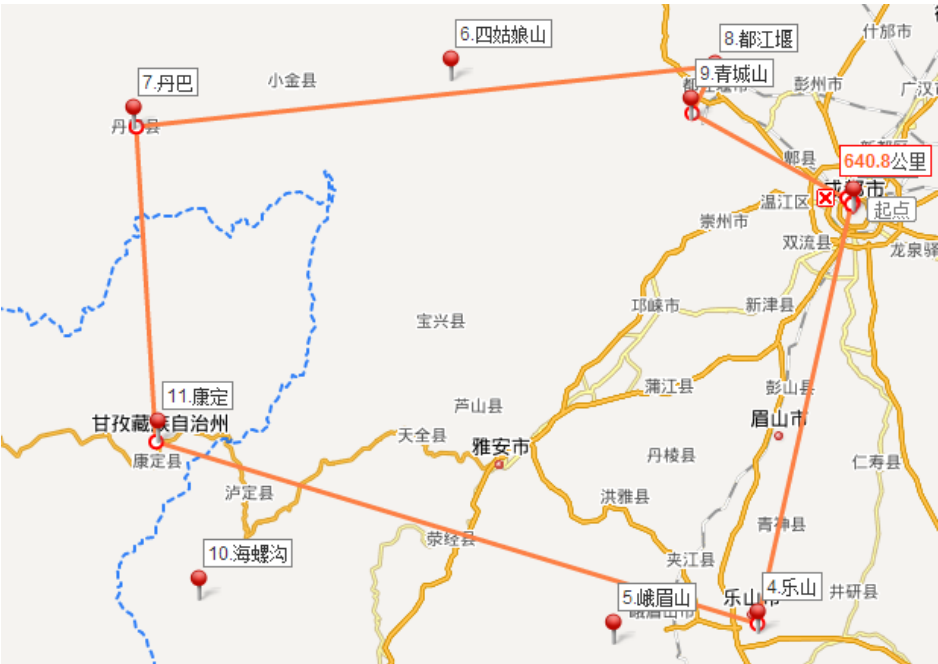 什邡市
6.四姑娘山
8.都江堰
9.青城山
7.丹巴
小金县
彭州市
广汉市
郫县
640.8公里
成都市
温江区
起点
崇州市
双流县
龙泉驿
邛崃市
新津县
宝兴县
11.康定
蒲江县
彭山县
芦山县
甘孜藏族自治州
眉山市
天全县
雅安市
康定县
丹棱县
仁寿县
泸定县
洪雅县
青神县
荥经县
10.海螺沟
夹江县
4.乐山
5.峨眉山
乐山市
井研县
峨眉山市